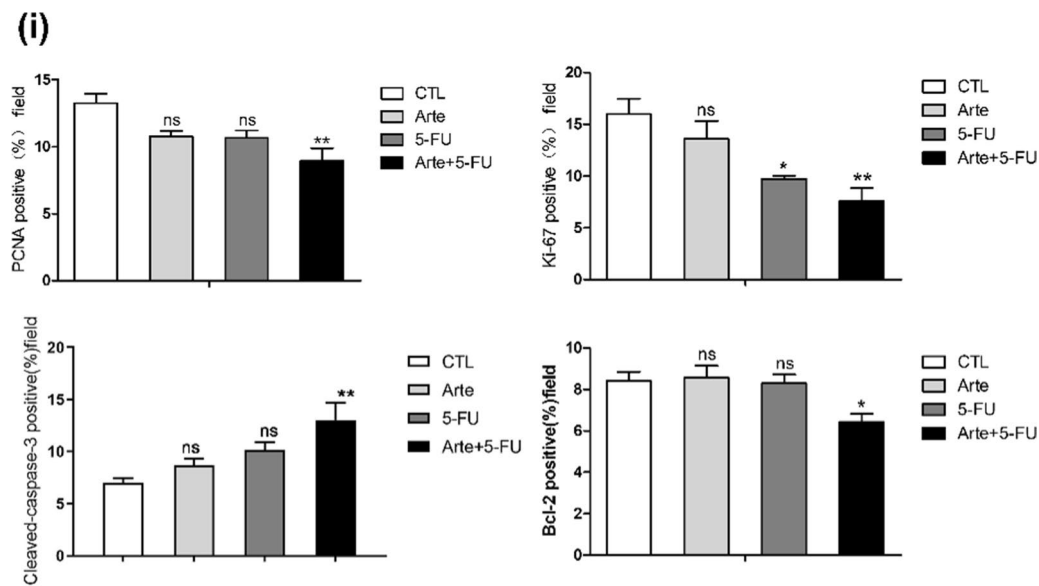 (i)
PCNA positive (%) field
15
10
5
0
ns
ns
**
CTL
Arte
5-FU
Arte+5-FU
Ki-67 positive (%) field
20
15
10
5
0
ns
*
**
CTL
Arte
5-FU
Arte+5-FU
Cleaved-caspase-3 positive(%)field
20
15
10
5
0
ns
ns
**
CTL
Arte
5-FU
Arte+5-FU
Bcl-2 positive(%)field
10
8
6
4
2
0
ns
ns
*
CTL
Arte
5-FU
Arte+5-FU